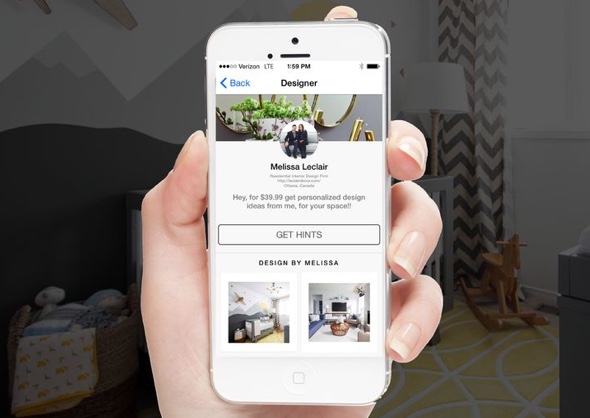 Verizon LTE 1:59 PM
Back Designer
Melissa Leclair
Residential Interior Design Firm
Ottawa, Canada
Hey, for $39.99 get personalized design
ideas from me, for your space!!
GET HINTS
DESIGN BY MELISSA